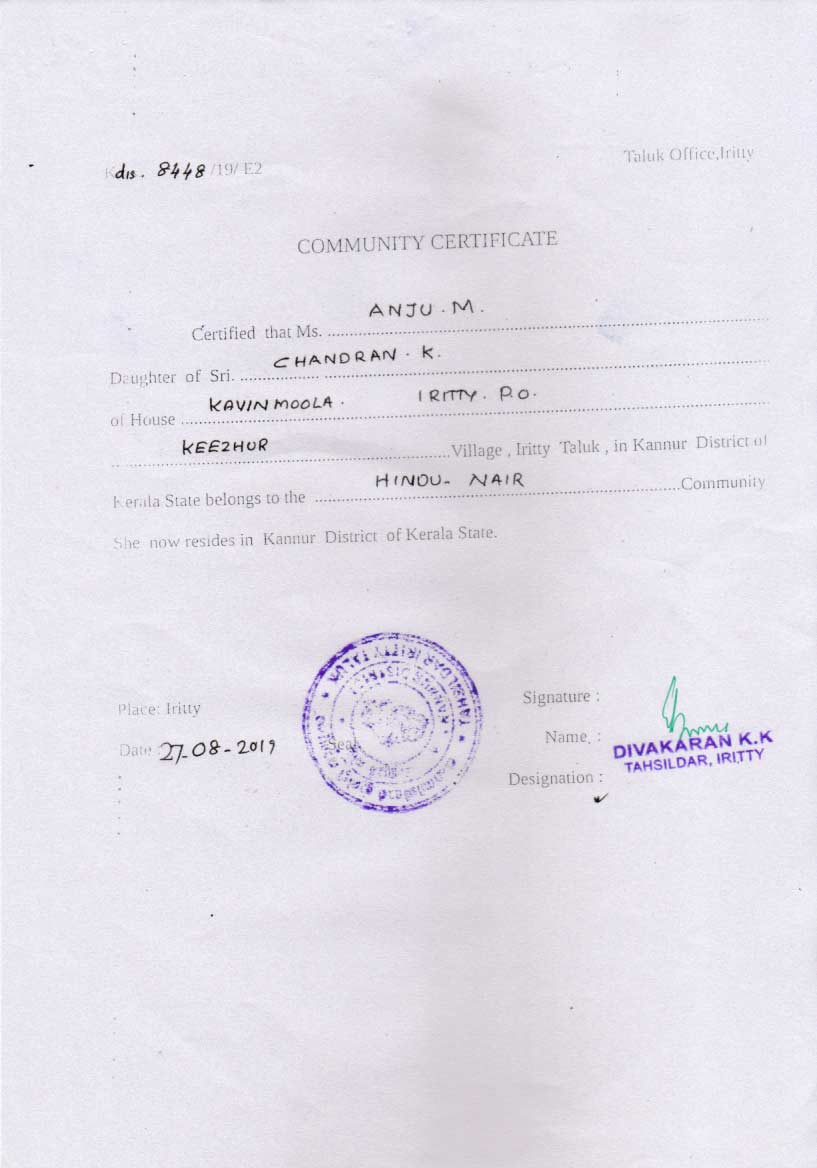 Kdis. 8448/19/ E2
Taluk Office,Iritty
COMMUNITY CERTIFICATE
ANJU . M.
Certified that Ms. ................................................
CHANDRAN . K.
Daughter of Sri. ................................................
KAVINMOOLA . IRITTY. P.O.
of House ................................................
KEEZHUR
................................................Village , Iritty Taluk , in Kannur District of
HINDU- NAIR
Kerala State belongs to the ................................................Community
She now resides in Kannur District of Kerala State.
TAHSILDAR IRITTY TALUK
KANNUR DISTRICT
Place: Iritty
Date : 27-08-2019
Seal
Signature :
Name. :
DIVAKARAN K.K
TAHSILDAR, IRITTY
Designation :